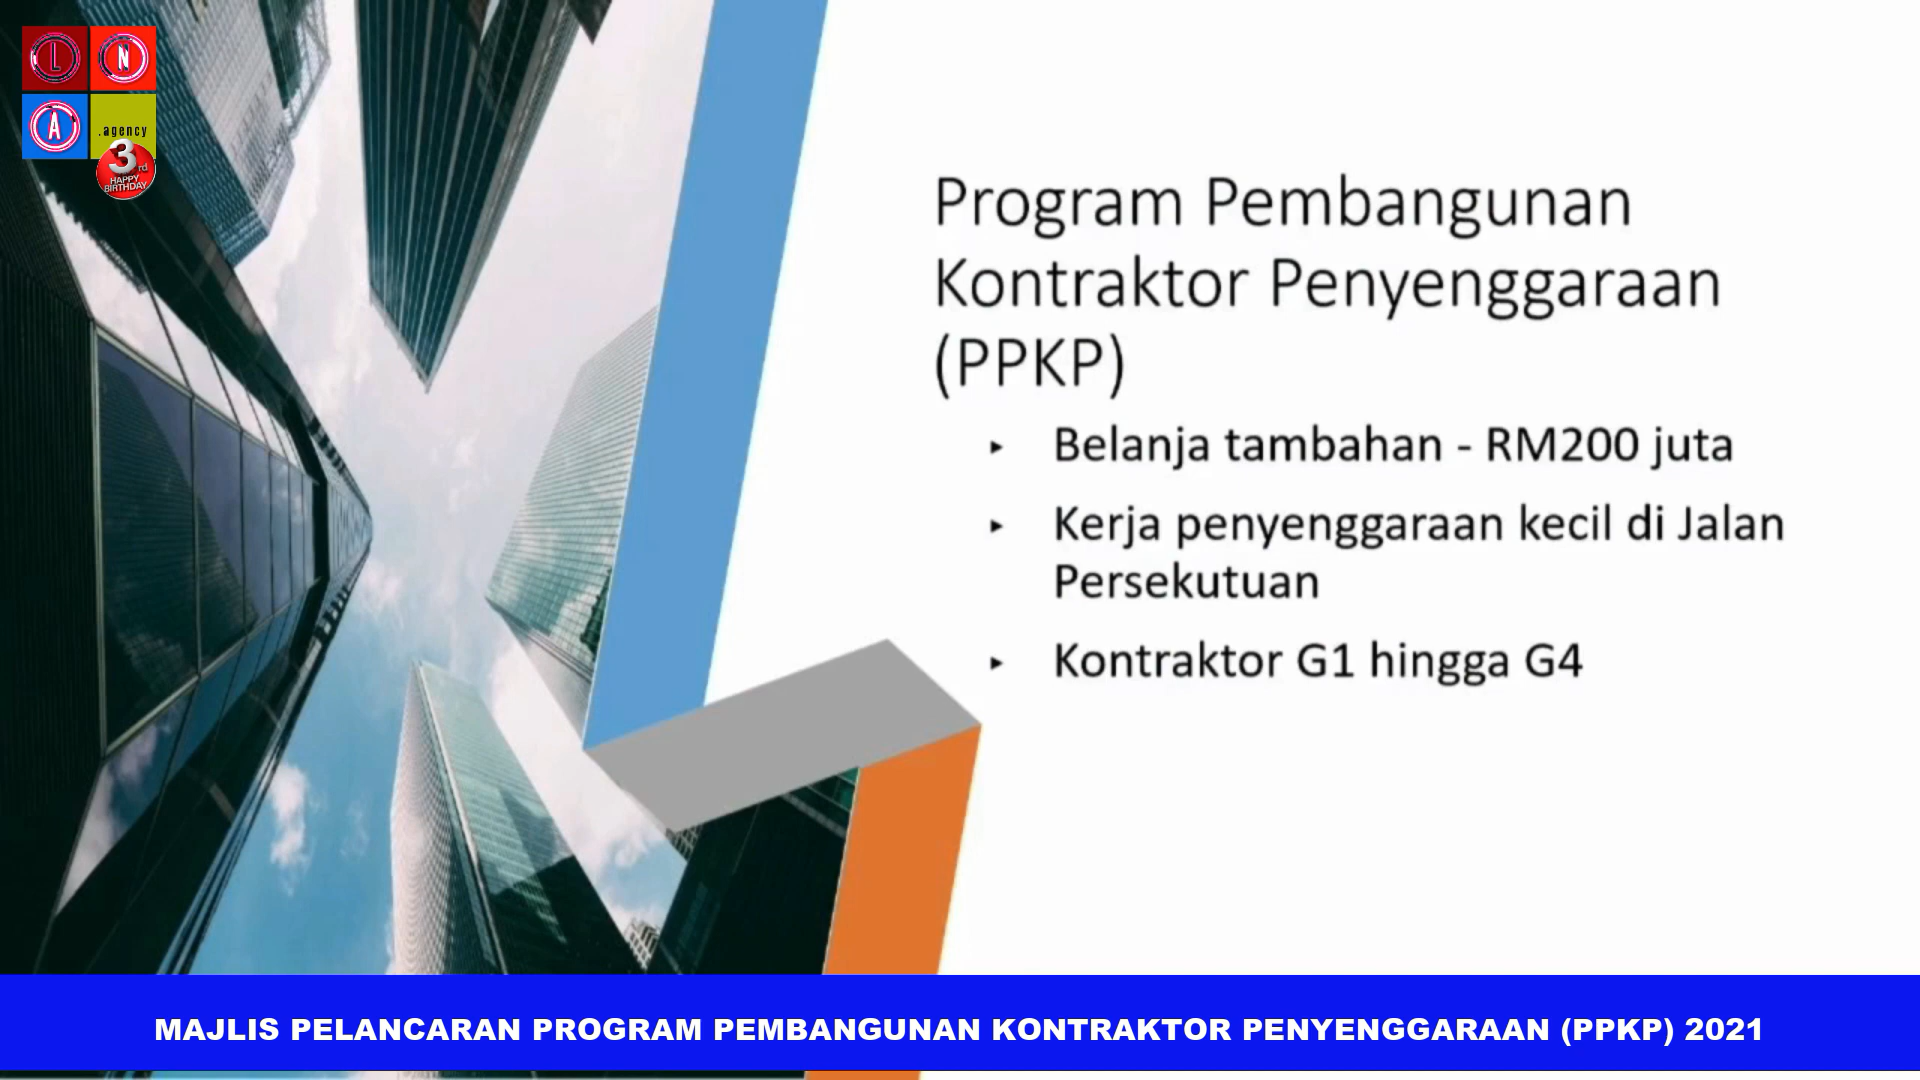 L N
A .agency
3rd
HAPPY
BIRTHDAY
Program Pembangunan
Kontraktor Penyenggaraan
(PPKP)
▸ Belanja tambahan - RM200 juta
▸ Kerja penyenggaraan kecil di Jalan
Persekutuan
▸ Kontraktor G1 hingga G4
MAJLIS PELANCARAN PROGRAM PEMBANGUNAN KONTRAKTOR PENYENGGARAAN (PPKP) 2021